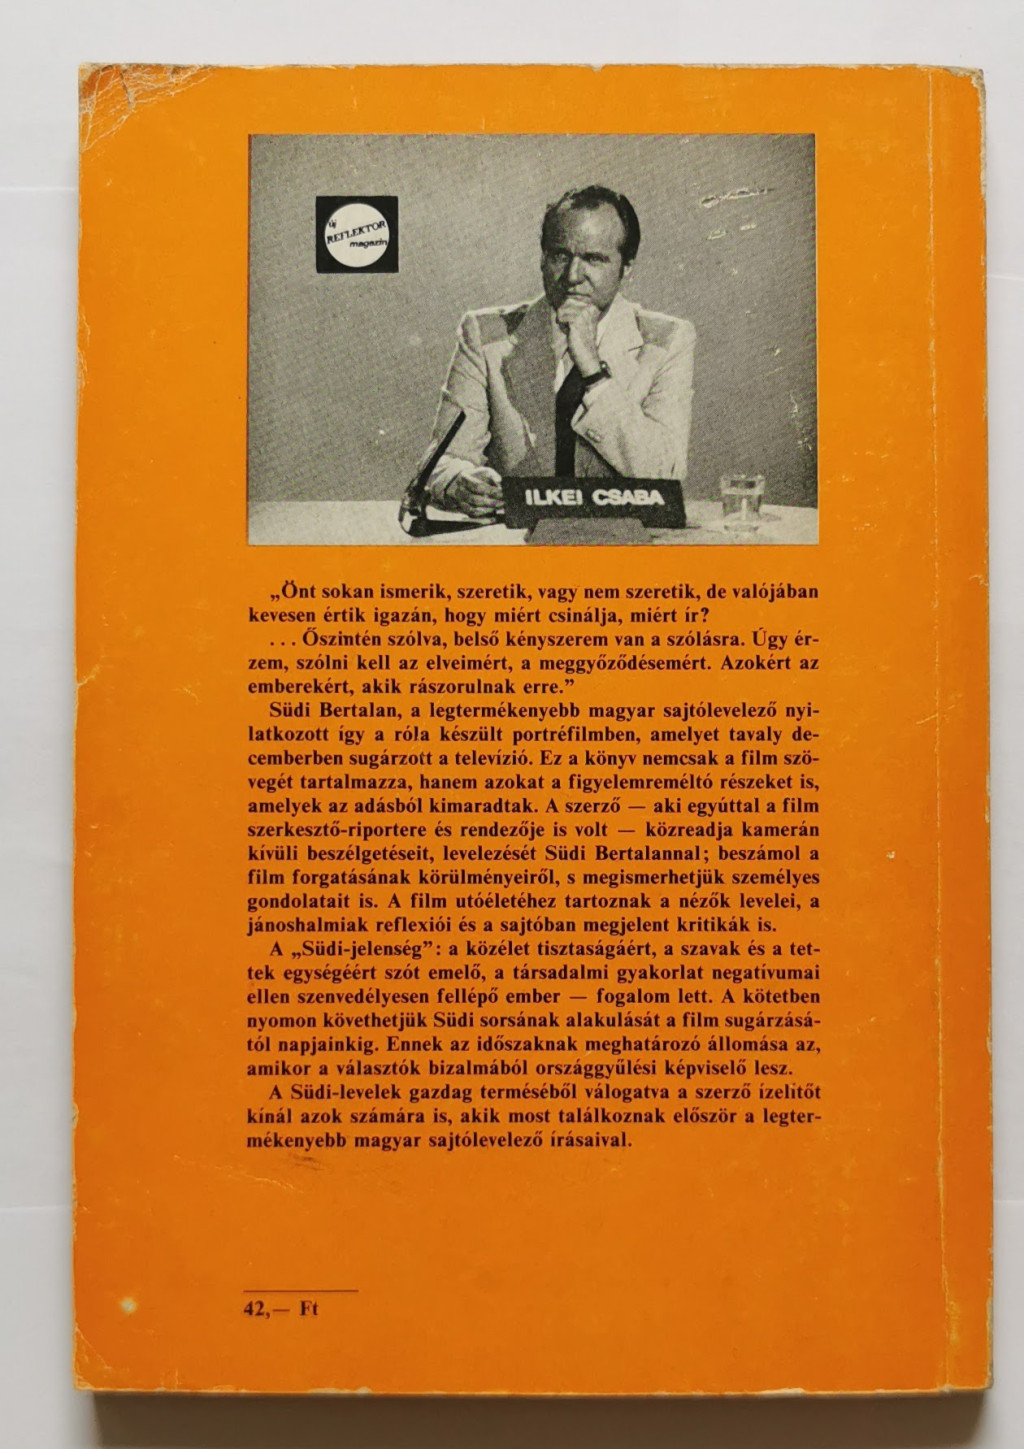 új
REFLEKTOR
magazin
ILKEI CSABA
„Önt sokan ismerik, szeretik, vagy nem szeretik, de valójában
kevesen értik igazán, hogy miért csinálja, miért ír?
... Őszintén szólva, belső kényszerem van a szólásra. Úgy ér-
zem, szólni kell az elveimért, a meggyőződésemért. Azokért az
emberekért, akik rászorulnak erre.”
Südi Bertalan, a legtermékenyebb magyar sajtólevelező nyi-
latkozott így a róla készült portréfilmben, amelyet tavaly de-
cemberben sugárzott a televízió. Ez a könyv nemcsak a film szö-
vegét tartalmazza, hanem azokat a figyelemreméltó részeket is,
amelyek az adásból kimaradtak. A szerző — aki egyúttal a film
szerkesztő-riportere és rendezője is volt — közreadja kamerán
kívüli beszélgetéseit, levelezését Südi Bertalannal; beszámol a
film forgatásának körülményeiről, s megismerhetjük személyes
gondolatait is. A film utóéletéhez tartoznak a nézők levelei, a
jánoshalmiak reflexiói és a sajtóban megjelent kritikák is.
A „Südi-jelenség”: a közélet tisztaságáért, a szavak és a tet-
tek egységéért szót emelő, a társadalmi gyakorlat negatívumai
ellen szenvedélyesen fellépő ember — fogalom lett. A kötetben
nyomon követhetjük Südi sorsának alakulását a film sugárzásá-
tól napjainkig. Ennek az időszaknak meghatározó állomása az,
amikor a választók bizalmából országgyűlési képviselő lesz.
A Südi-levelek gazdag terméséből válogatva a szerző ízelítőt
kínál azok számára is, akik most találkoznak először a legter-
mékenyebb magyar sajtólevelező írásaival.
42,— Ft